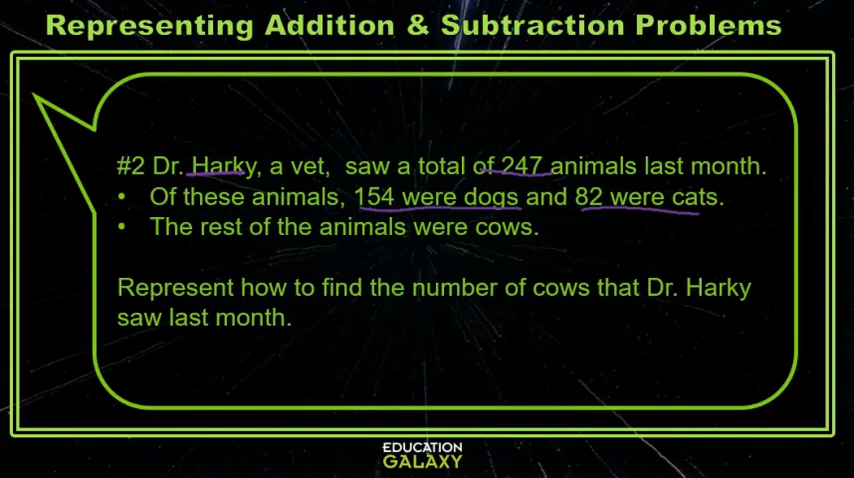 Representing Addition & Subtraction Problems
#2 Dr. Harky, a vet,  saw a total of 247 animals last month.
• Of these animals, 154 were dogs and 82 were cats.
• The rest of the animals were cows.
Represent how to find the number of cows that Dr. Harky
saw last month.
EDUCATION
GALAXY